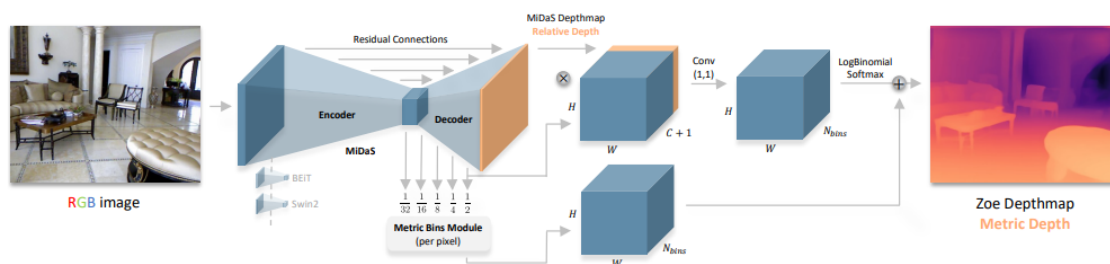 MiDaS Depthmap
Relative Depth
Residual Connections
Conv
(1,1)
LogBinomial
Softmax
Encoder
Decoder
MiDaS
H
W
C + 1
H
W
N_bins
BEIT
Swin2
1/32 1/16 1/8 1/4 1/2
Metric Bins Module
(per pixel)
H
W
N_bins
RGB image
Zoe Depthmap
Metric Depth